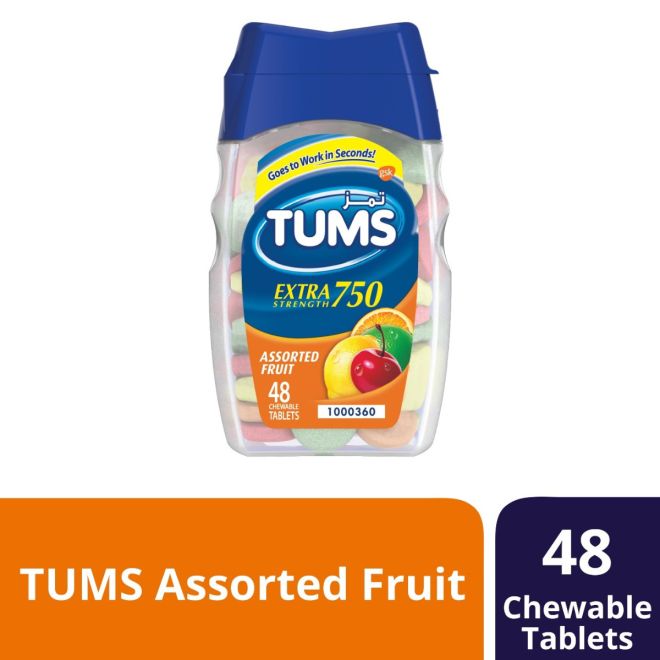 Goes to Work in Seconds!
gsk
تمز
TUMS
EXTRA 750
STRENGTH
ASSORTED
FRUIT
48
CHEWABLE
TABLETS
1000360
TUMS Assorted Fruit
48
Chewable
Tablets